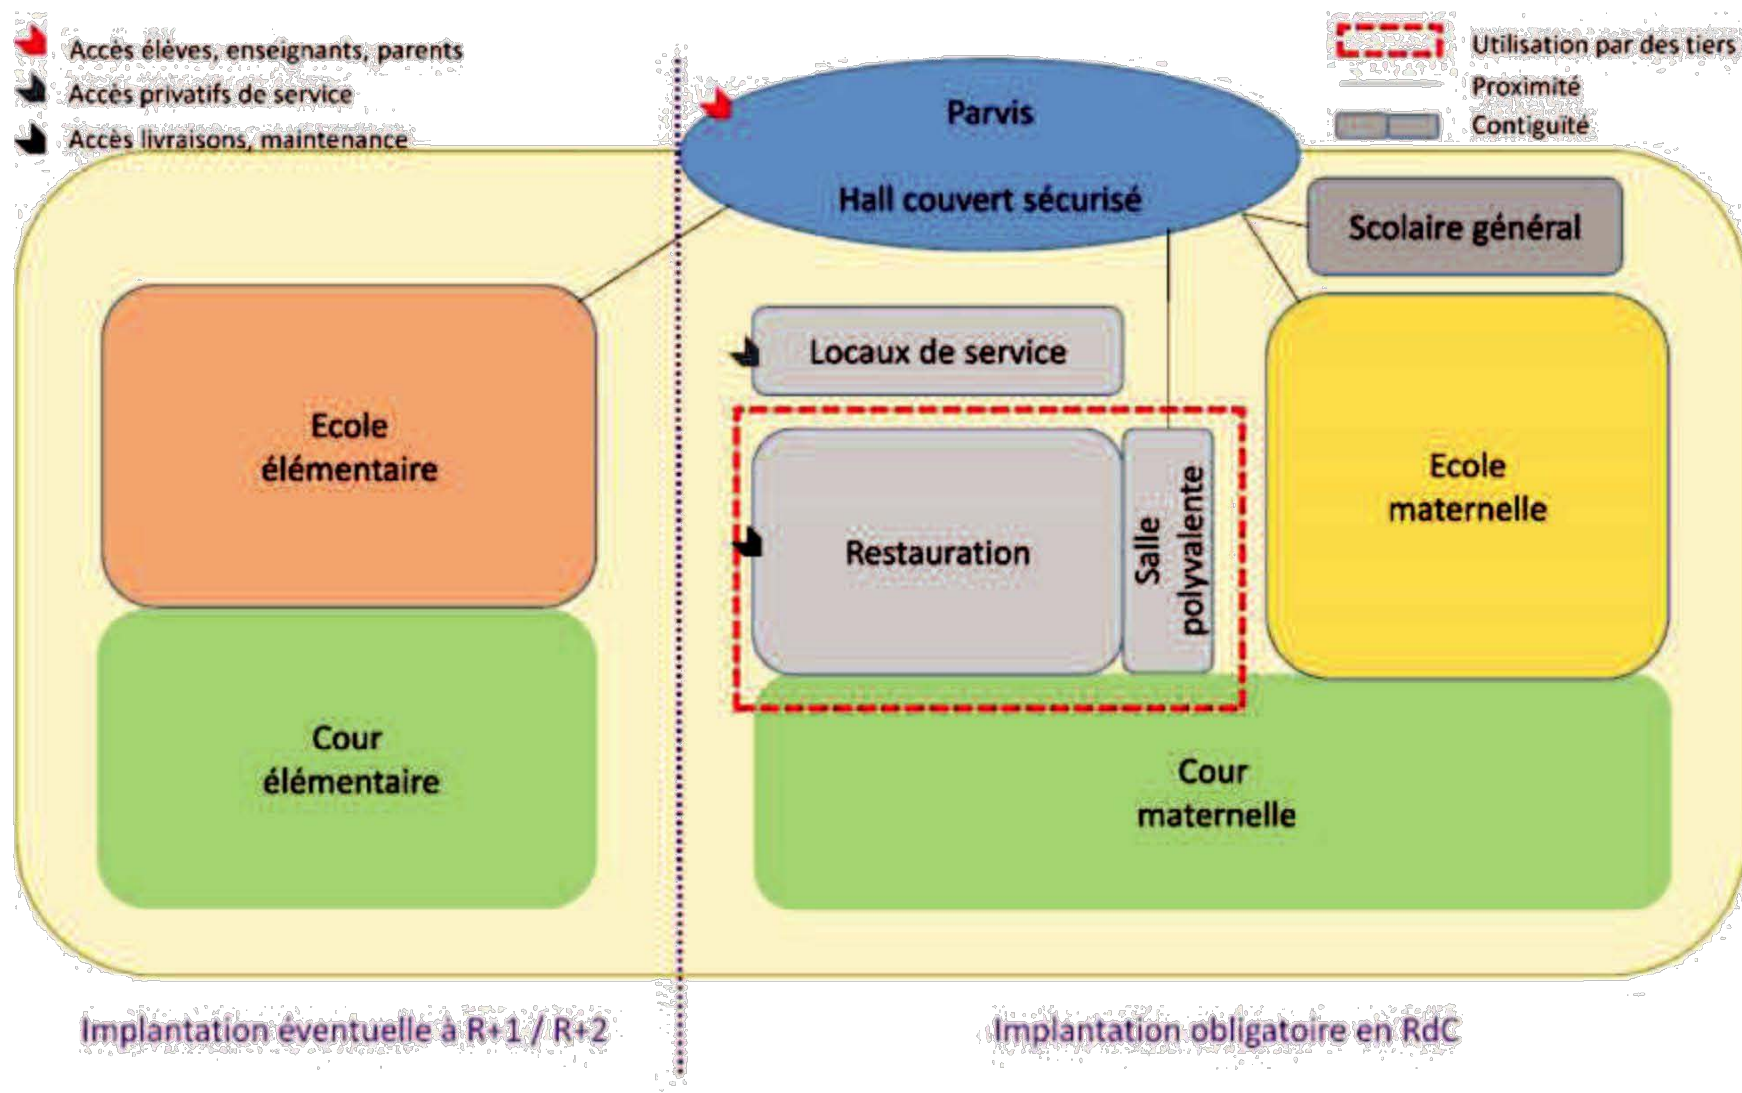 Accès élèves, enseignants, parents
Accès privatifs de service
Accès livraisons, maintenance
Utilisation par des tiers
Proximité
Contiguïté
Parvis
Hall couvert sécurisé
Scolaire général
Locaux de service
Ecole
élémentaire
Restauration
Salle
polyvalente
Ecole
maternelle
Cour
élémentaire
Cour
maternelle
Implantation éventuelle à R+1 / R+2
Implantation obligatoire en RdC